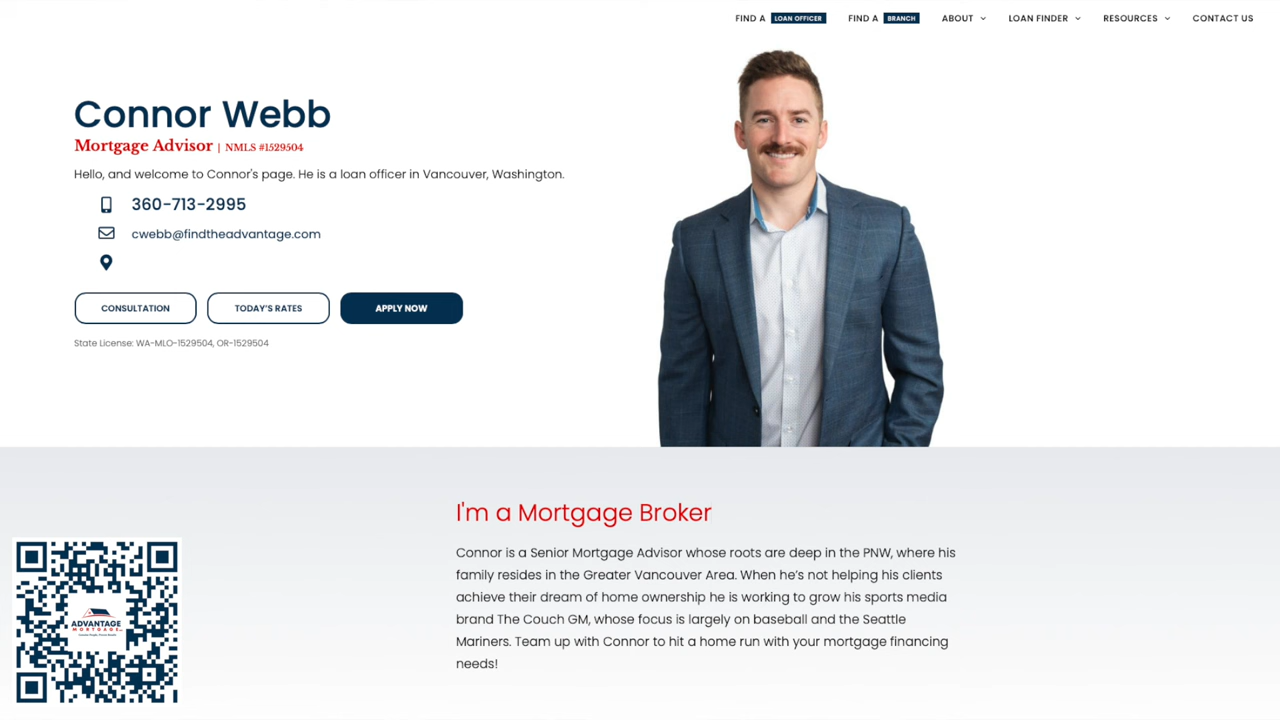 FIND A LOAN OFFICER FIND A BRANCH ABOUT LOAN FINDER RESOURCES CONTACT US
Connor Webb
Mortgage Advisor | NMLS #1529504
Hello, and welcome to Connor's page. He is a loan officer in Vancouver, Washington.
360-713-2995
cwebb@findtheadvantage.com
CONSULTATION TODAY'S RATES APPLY NOW
State License: WA-MLO-1529504, OR-1529504
I'm a Mortgage Broker
Connor is a Senior Mortgage Advisor whose roots are deep in the PNW, where his
family resides in the Greater Vancouver Area. When he's not helping his clients
achieve their dream of home ownership he is working to grow his sports media
brand The Couch GM, whose focus is largely on baseball and the Seattle
Mariners. Team up with Connor to hit a home run with your mortgage financing
needs!
ADVANTAGE
MORTGAGE